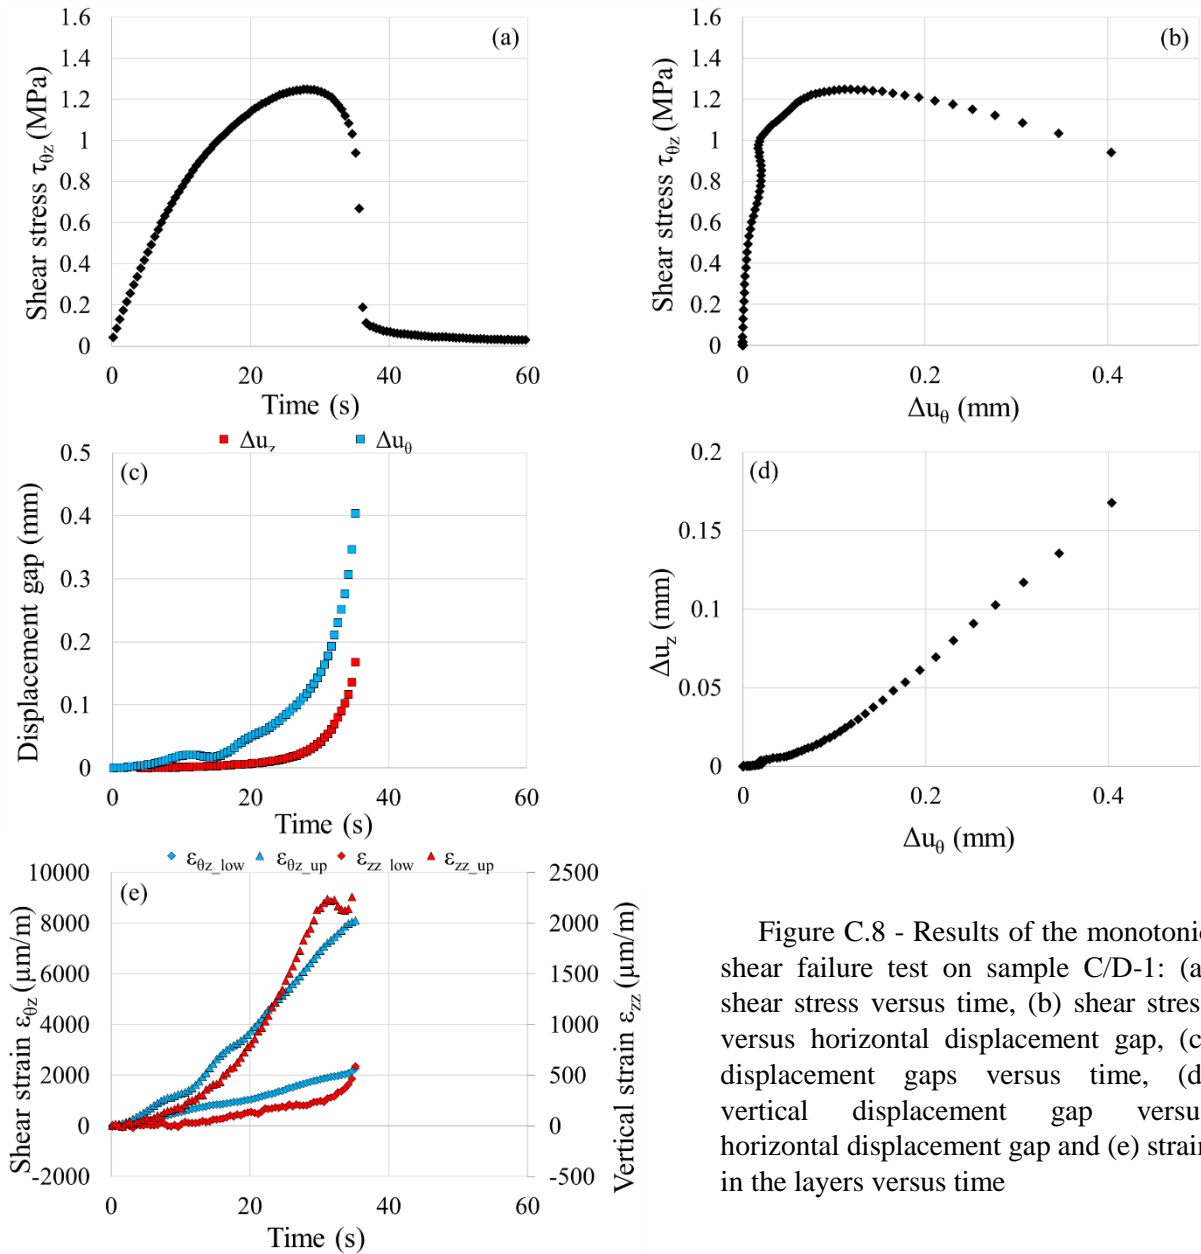 (a)
1.6
1.4
1.2
1
0.8
0.6
0.4
0.2
0
Shear stress τθz (MPa)
0 20 40 60
Time (s)
(b)
1.6
1.4
1.2
1
0.8
0.6
0.4
0.2
0
Shear stress τθz (MPa)
0 0.2 0.4
Δuθ (mm)
Δuz Δuθ
(c)
0.5
0.4
0.3
0.2
0.1
0
Displacement gap (mm)
0 20 40 60
Time (s)
(d)
0.2
0.15
0.1
0.05
0
Δuz (mm)
0 0.2 0.4
Δuθ (mm)
εθz_low εθz_up εzz_low εzz_up
(e)
10000
8000
6000
4000
2000
0
-2000
Shear strain εθz (μm/m)
2500
2000
1500
1000
500
0
-500
Vertical strain εzz (μm/m)
0 20 40 60
Time (s)
Figure C.8 - Results of the monotonic
shear failure test on sample C/D-1: (a
shear stress versus time, (b) shear stres
versus horizontal displacement gap, (c
displacement gaps versus time, (d
vertical displacement gap versu
horizontal displacement gap and (e) strain
in the layers versus time